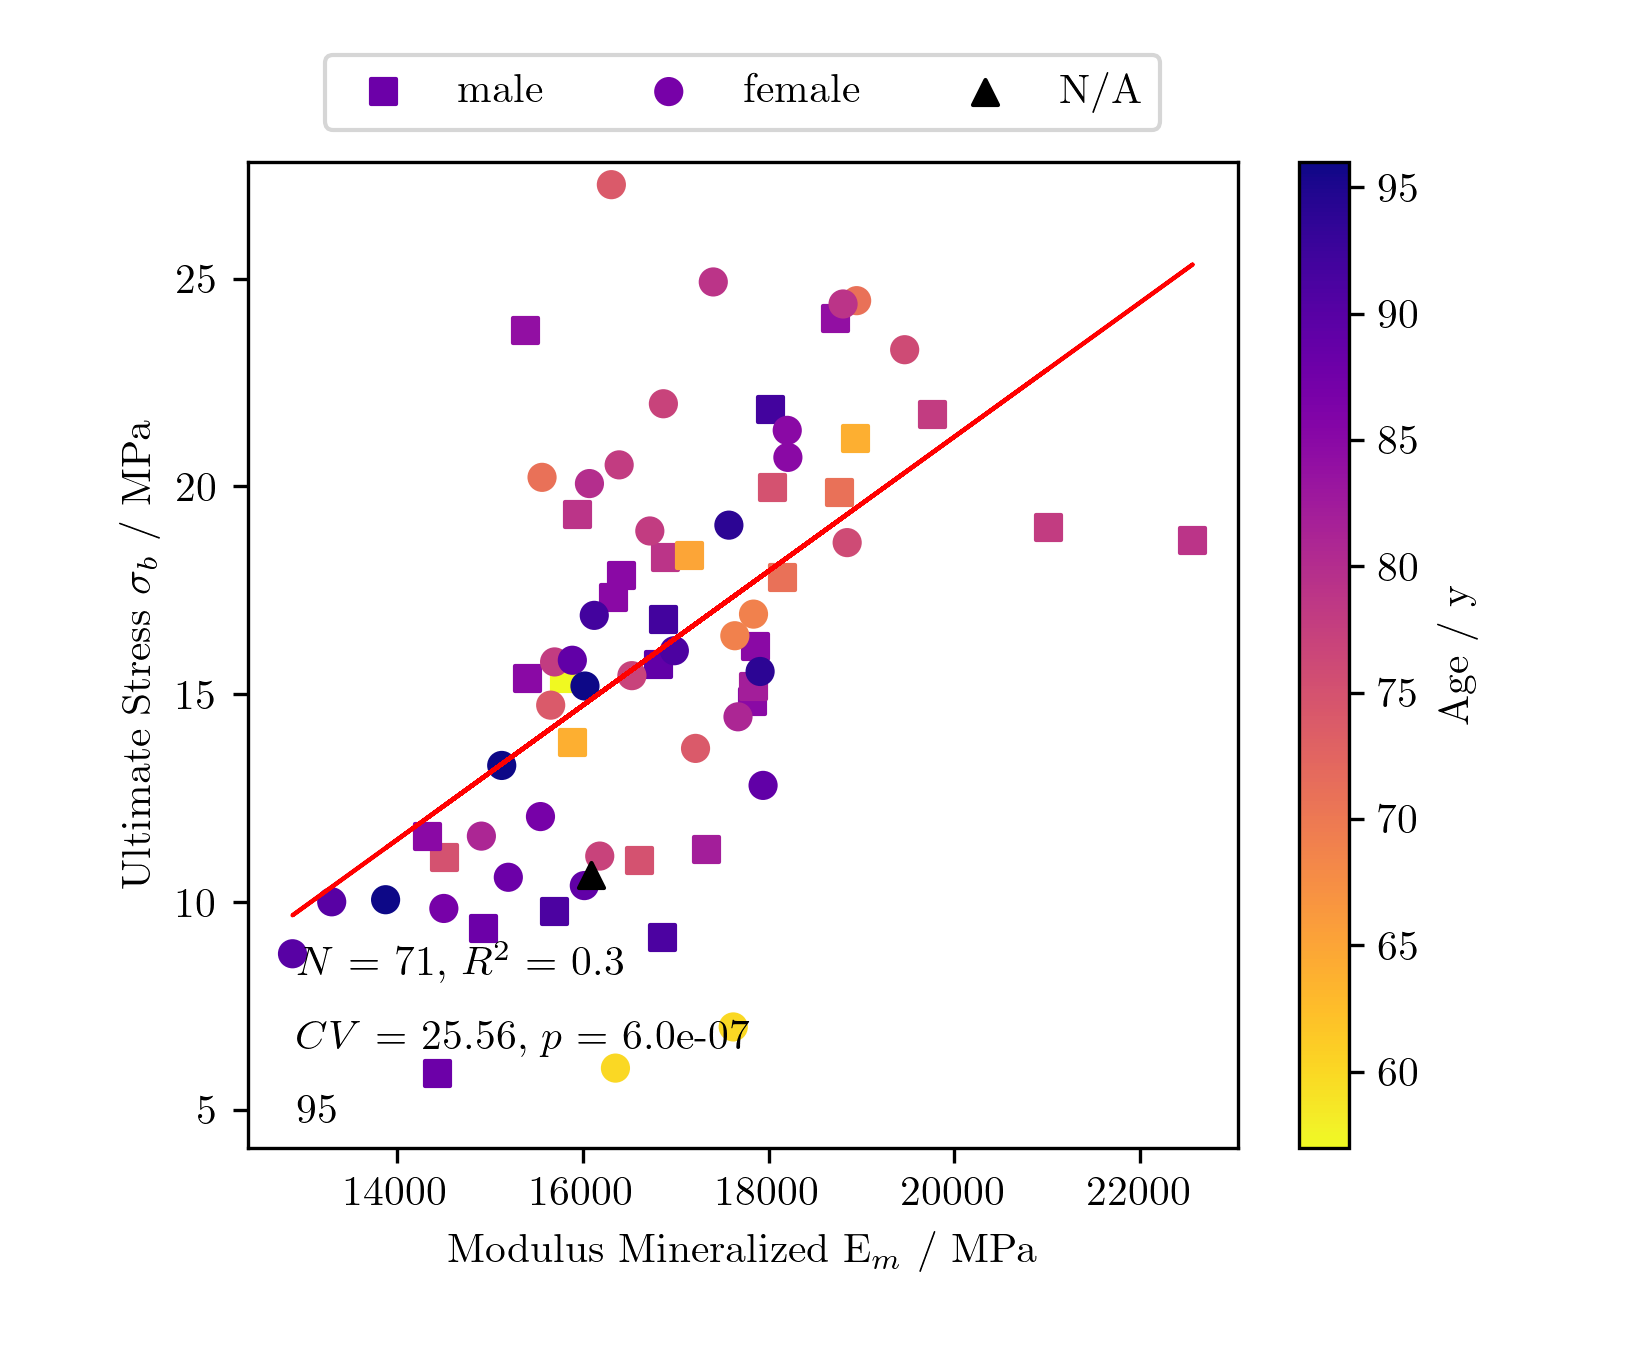 male female N/A
25
20
15
10
5
Ultimate Stress σ_b / MPa
N = 71, R² = 0.3
CV = 25.56, p = 6.0e-07
95
14000 16000 18000 20000 22000
Modulus Mineralized E_m / MPa
95
90
85
80
75
70
65
60
Age / y